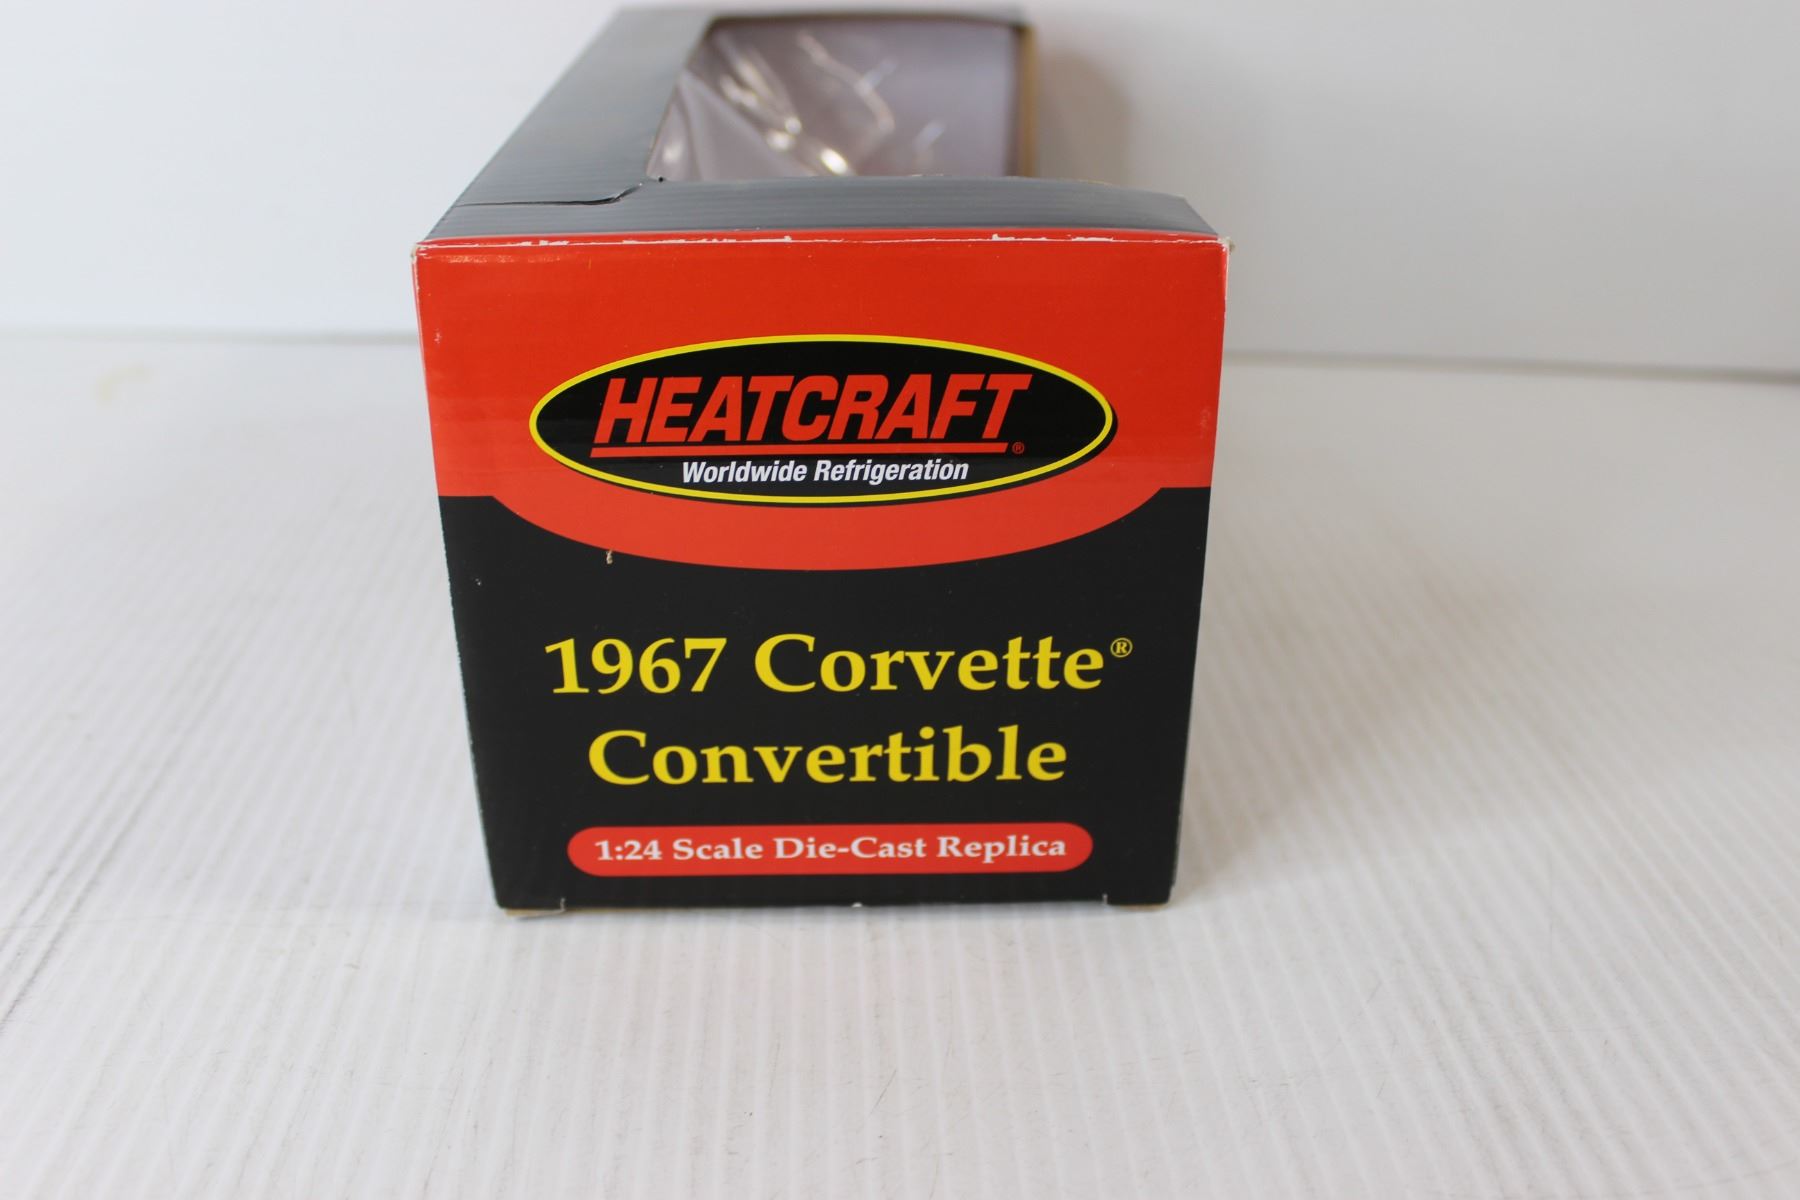 HEATCRAFT®
Worldwide Refrigeration
1967 Corvette®
Convertible
1:24 Scale Die-Cast Replica